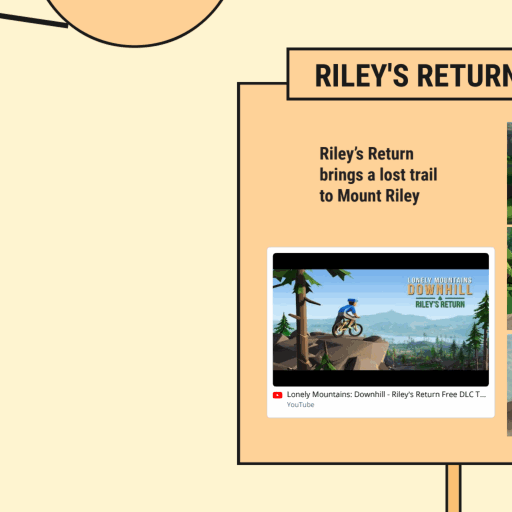 RILEY'S RETURN
Riley's Return
brings a lost trail
to Mount Riley
LONELY MOUNTAINS
DOWNHILL
&
RILEY'S RETURN
Lonely Mountains: Downhill - Riley's Return Free DLC T...
YouTube